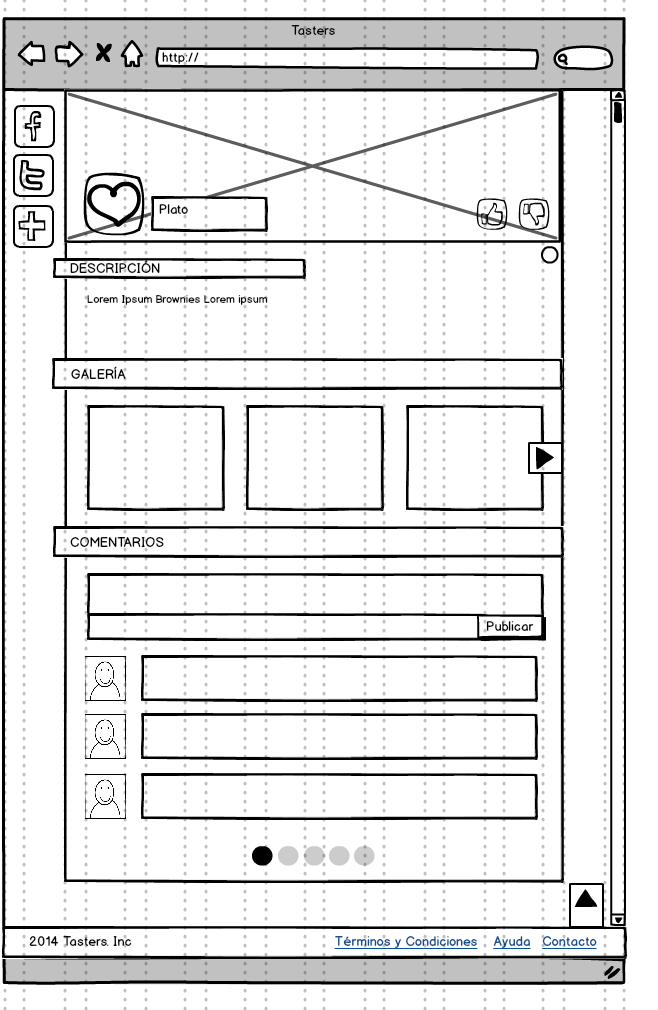 Tasters
http://
Plato
DESCRIPCIÓN
Lorem Ipsum Brownies Lorem ipsum
GALERÍA
COMENTARIOS
Publicar
2014 Tasters. Inc
Términos y Condiciones
Ayuda
Contacto